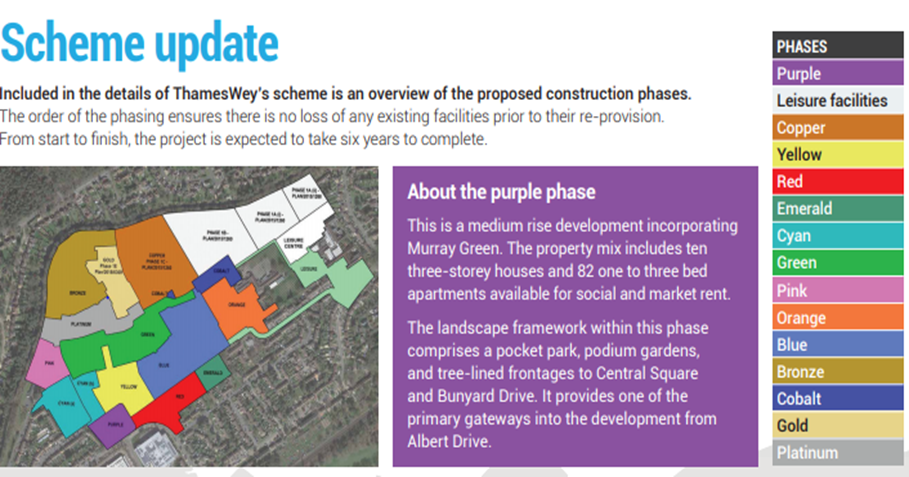 Scheme update
Included in the details of ThamesWey's scheme is an overview of the proposed construction phases.
The order of the phasing ensures there is no loss of any existing facilities prior to their re-provision.
From start to finish, the project is expected to take six years to complete.
LEISURE
CENTRE
LEISURE
COBALT
ORANGE
BRONZE
GOLD
COPPER
COBALT
PLATINUM
GREEN
PINK
BLUE
EMERALD
YELLOW
RED
PURPLE
About the purple phase
This is a medium rise development incorporating
Murray Green. The property mix includes ten
three-storey houses and 82 one to three bed
apartments available for social and market rent.
The landscape framework within this phase
comprises a pocket park, podium gardens,
and tree-lined frontages to Central Square
and Bunyard Drive. It provides one of the
primary gateways into the development from
Albert Drive.
PHASES
Purple
Leisure facilities
Copper
Yellow
Red
Emerald
Cyan
Green
Pink
Orange
Blue
Bronze
Cobalt
Gold
Platinum